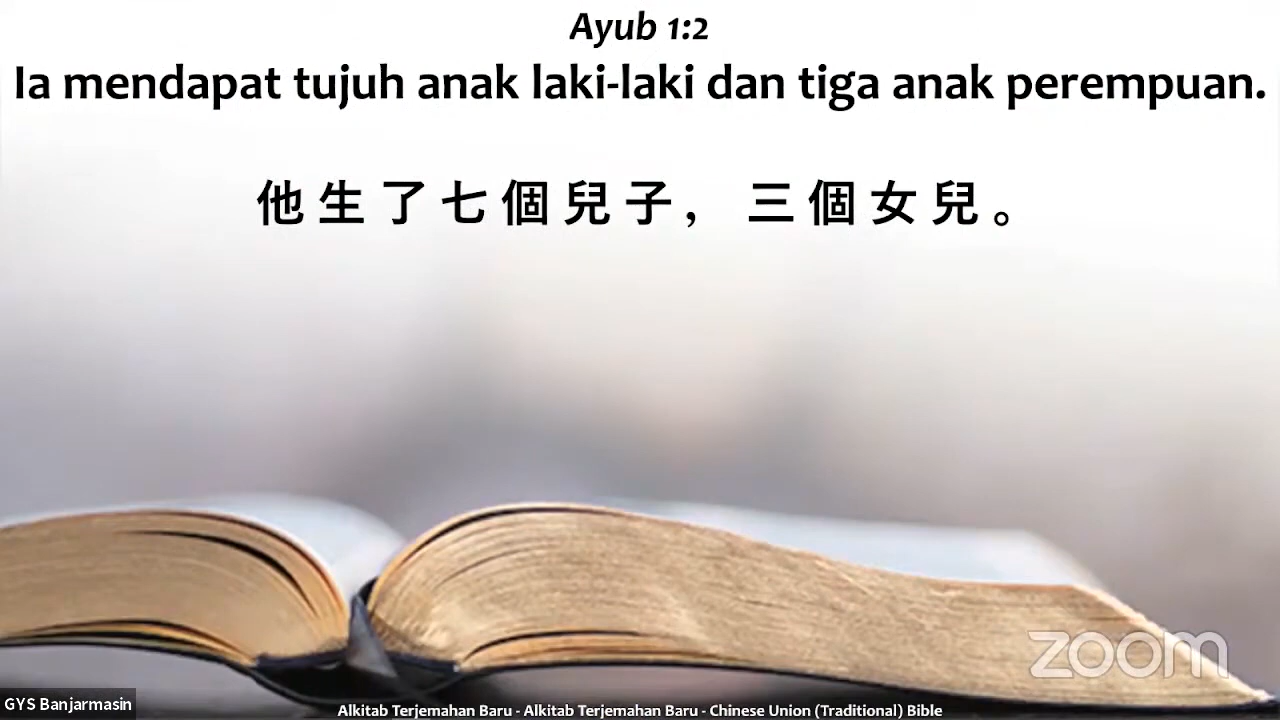 Ayub 1:2
Ia mendapat tujuh anak laki-laki dan tiga anak perempuan.
他生了七個兒子, 三個女兒。
zoom
GYS Banjarmasin
Alkitab Terjemahan Baru - Alkitab Terjemahan Baru - Chinese Union (Traditional) Bible